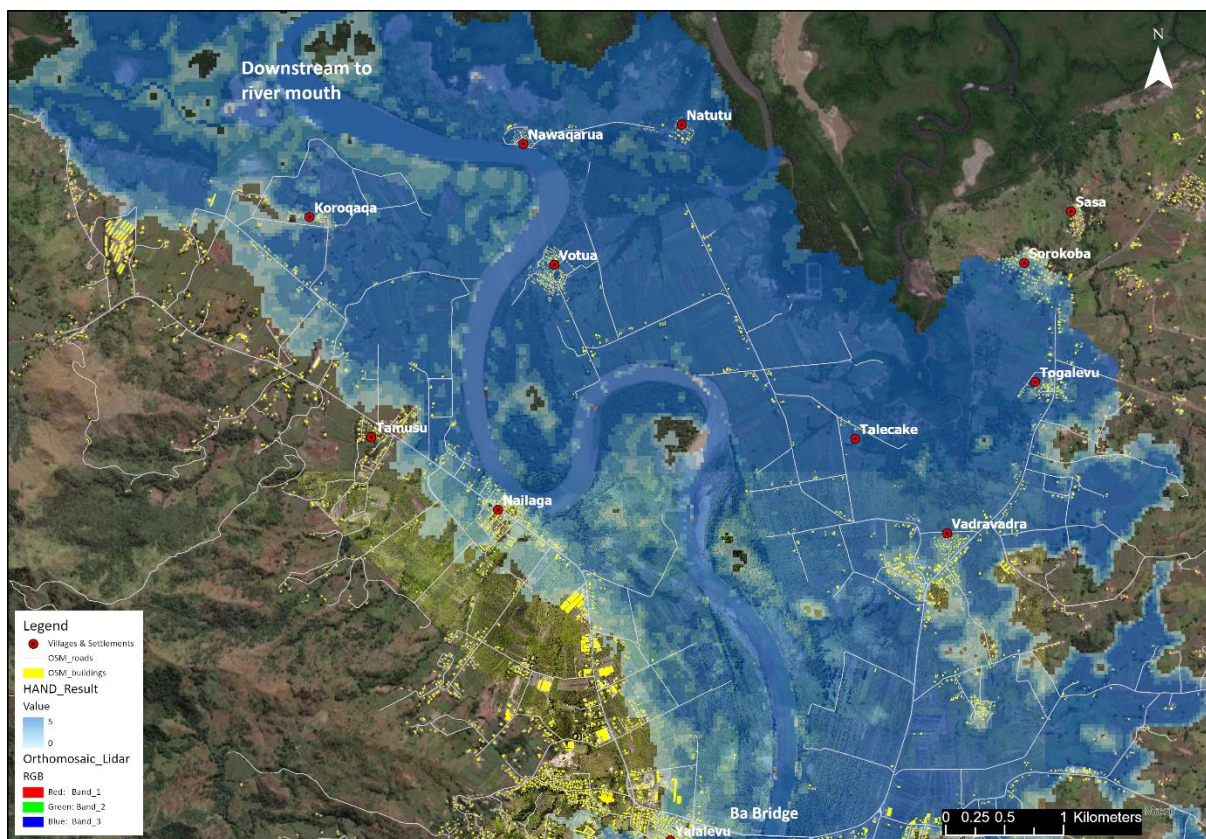 Downstream to
river mouth
N
Natutu
Nawaqarua
Koroqaqa
Sasa
Votua
Sorokoba
Togalevu
Tamusu
Talecake
Nailaga
Vadravadra
Legend
Villages & Settlements
OSM_roads
OSM_buildings
HAND_Result
Value
5
0
Orthomosaic_Lidar
RGB
Red: Band_1
Green: Band_2
Blue: Band_3
Ba Bridge
Yalalevu
0 0.25 0.5 1 Kilometers